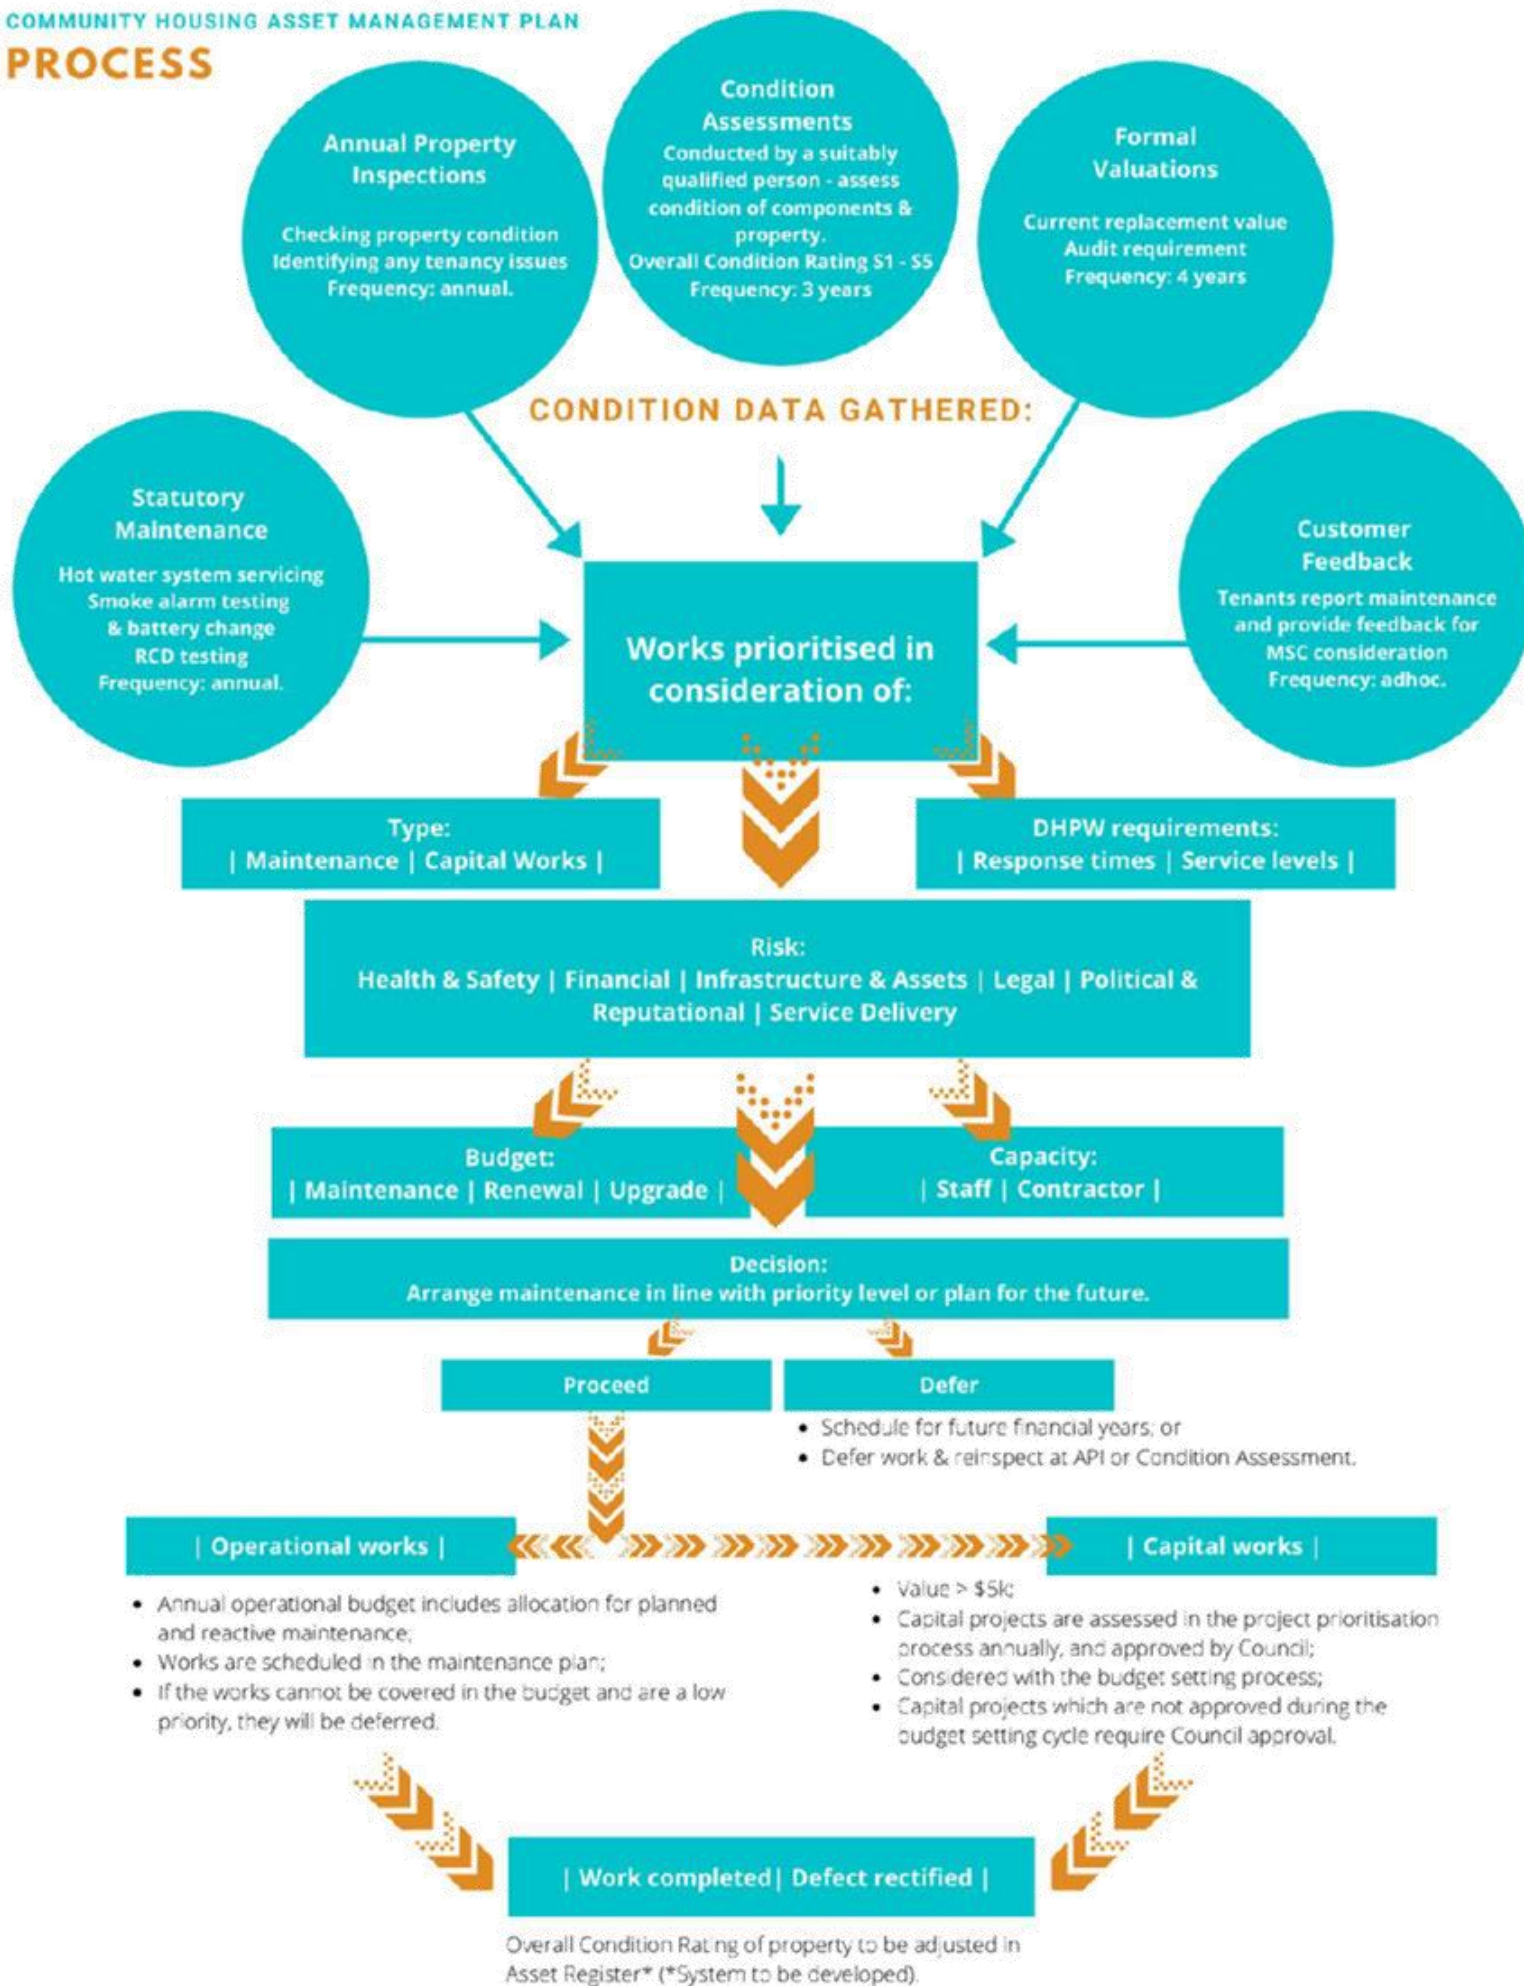 COMMUNITY HOUSING ASSET MANAGEMENT PLAN
PROCESS
Annual Property
Inspections
Checking property condition
Identifying any tenancy issues
Frequency: annual.
Condition
Assessments
Conducted by a suitably
qualified person - assess
condition of components &
property.
Overall Condition Rating S1 - S5
Frequency: 3 years
Formal
Valuations
Current replacement value
Audit requirement
Frequency: 4 years
CONDITION DATA GATHERED:
Statutory
Maintenance
Hot water system servicing
Smoke alarm testing
& battery change
RCD testing
Frequency: annual.
Customer
Feedback
Tenants report maintenance
and provide feedback for
MSC consideration
Frequency: adhoc.
Works prioritised in
consideration of:
Type:
| Maintenance | Capital Works |
DHPW requirements:
| Response times | Service levels |
Risk:
Health & Safety | Financial | Infrastructure & Assets | Legal | Political &
Reputational | Service Delivery
Budget:
| Maintenance | Renewal | Upgrade |
Capacity:
| Staff | Contractor |
Decision:
Arrange maintenance in line with priority level or plan for the future.
Proceed
Defer
• Schedule for future financial years; or
• Defer work & reinspect at API or Condition Assessment.
| Operational works |
• Annual operational budget includes allocation for planned
and reactive maintenance;
• Works are scheduled in the maintenance plan;
• If the works cannot be covered in the budget and are a low
priority, they will be deferred.
| Capital works |
• Value > $5k;
• Capital projects are assessed in the project prioritisation
process annually, and approved by Council;
• Considered with the budget setting process;
• Capital projects which are not approved during the
budget setting cycle require Council approval.
| Work completed| Defect rectified |
Overall Condition Rating of property to be adjusted in
Asset Register* (*System to be developed).